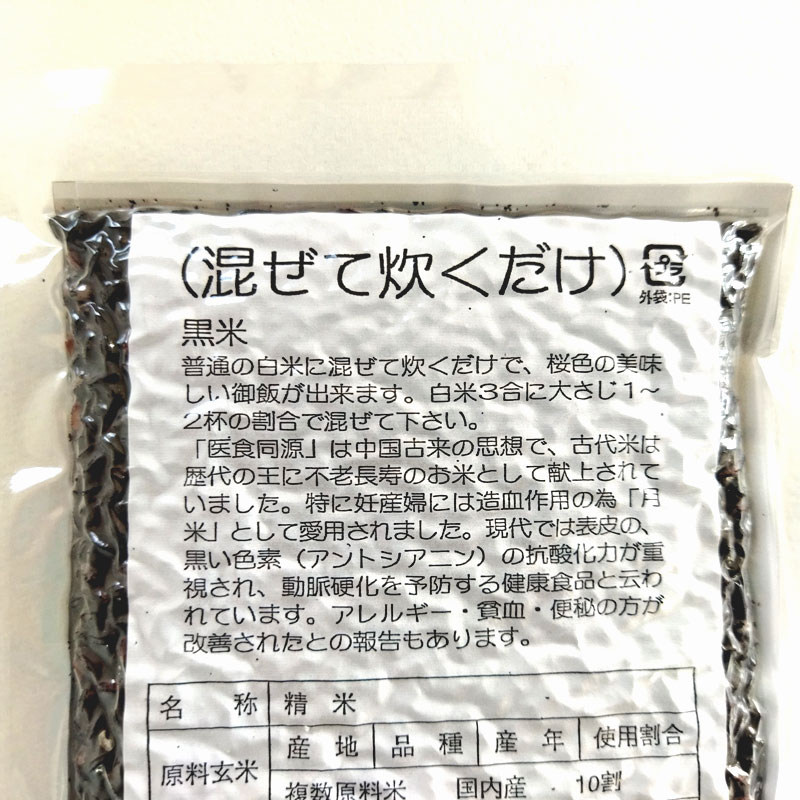 (混ぜて炊くだけ)
プラ
外袋:PE
黒米
普通の白米に混ぜて炊くだけで、桜色の美味
しい御飯が出来ます。白米3合に大さじ1〜
2杯の割合で混ぜて下さい。
「医食同源」は中国古来の思想で、古代米は
歴代の王に不老長寿のお米として献上されて
いました。特に妊産婦には造血作用の為「月
米」として愛用されました。現代では表皮の、
黒い色素(アントシアニン)の抗酸化力が重
視され、動脈硬化を予防する健康食品と云わ
れています。アレルギー・貧血・便秘の方が
改善されたとの報告もあります。
名 称 精 米
原料玄米 産 地 品 種 産 年 使用割合
複数原料米 国内産 10割